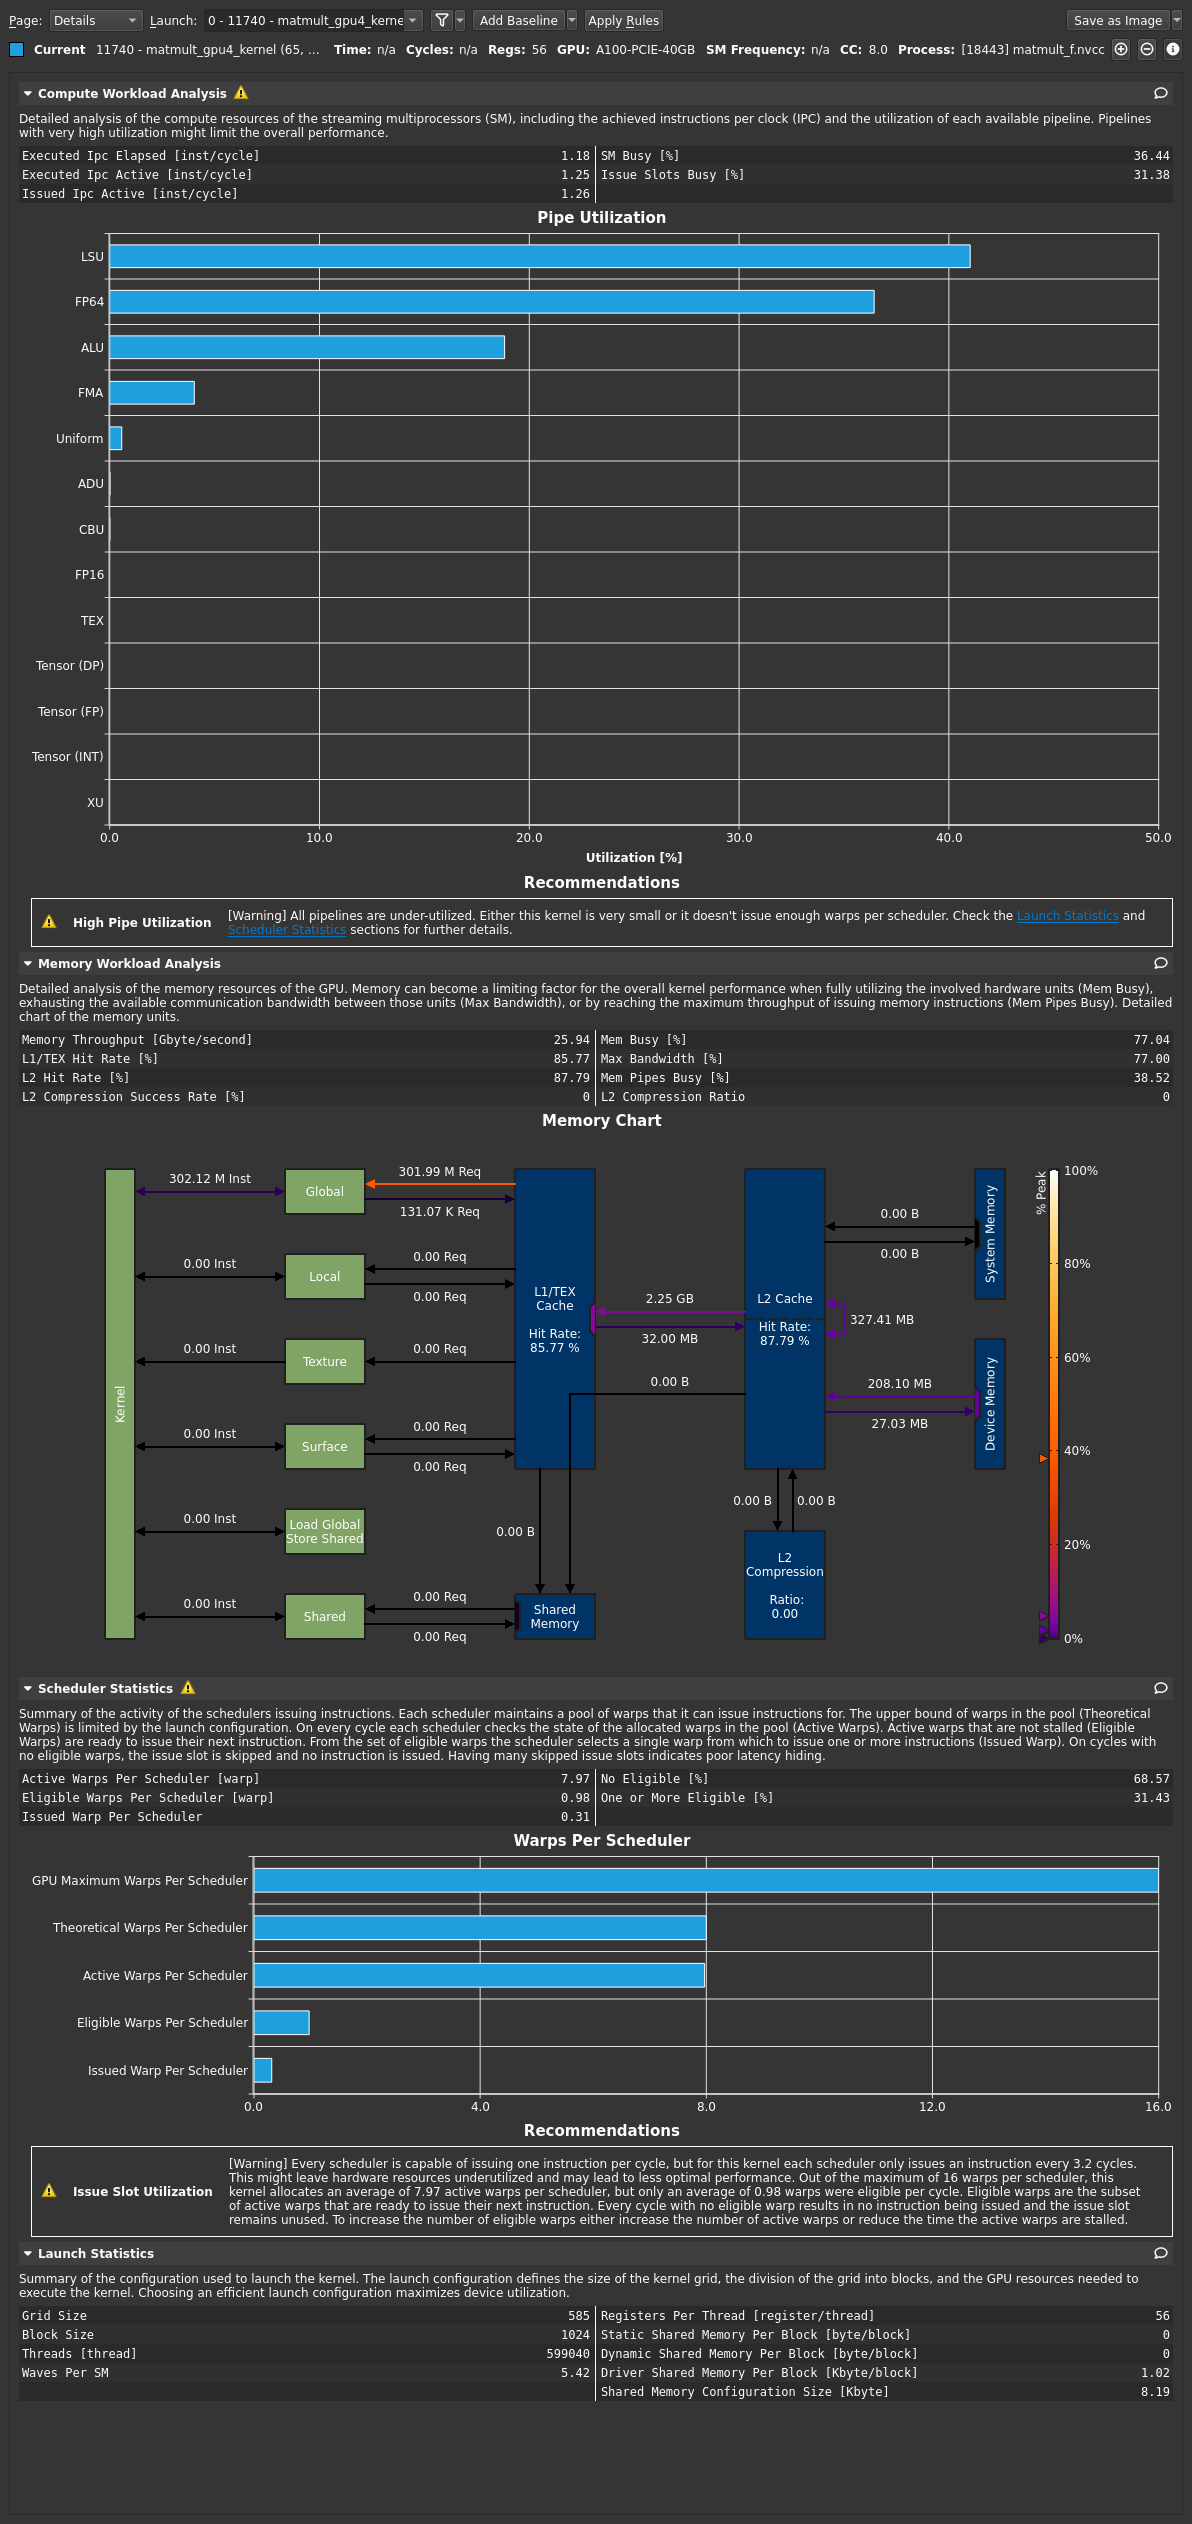 Page: Details Launch: 0 - 11740 - matmult_gpu4_kerne Add Baseline Apply Rules Save as Image
Current 11740 - matmult_gpu4_kernel (65, ... Time: n/a Cycles: n/a Regs: 56 GPU: A100-PCIE-40GB SM Frequency: n/a CC: 8.0 Process: [18443] matmult_f.nvcc
Compute Workload Analysis
Detailed analysis of the compute resources of the streaming multiprocessors (SM), including the achieved instructions per clock (IPC) and the utilization of each available pipeline. Pipelines
with very high utilization might limit the overall performance.
Executed Ipc Elapsed [inst/cycle] 1.18 SM Busy [%] 36.44
Executed Ipc Active [inst/cycle] 1.25 Issue Slots Busy [%] 31.38
Issued Ipc Active [inst/cycle] 1.26
Pipe Utilization
LSU
FP64
ALU
FMA
Uniform
ADU
CBU
FP16
TEX
Tensor (DP)
Tensor (FP)
Tensor (INT)
XU
0.0 10.0 20.0 30.0 40.0 50.0
Utilization [%]
Recommendations
High Pipe Utilization
[Warning] All pipelines are under-utilized. Either this kernel is very small or it doesn't issue enough warps per scheduler. Check the Launch Statistics and
Scheduler Statistics sections for further details.
Memory Workload Analysis
Detailed analysis of the memory resources of the GPU. Memory can become a limiting factor for the overall kernel performance when fully utilizing the involved hardware units (Mem Busy),
exhausting the available communication bandwidth between those units (Max Bandwidth), or by reaching the maximum throughput of issuing memory instructions (Mem Pipes Busy). Detailed
chart of the memory units.
Memory Throughput [Gbyte/second] 25.94 Mem Busy [%] 77.04
L1/TEX Hit Rate [%] 85.77 Max Bandwidth [%] 77.00
L2 Hit Rate [%] 87.79 Mem Pipes Busy [%] 38.52
L2 Compression Success Rate [%] 0 L2 Compression Ratio 0
Memory Chart
Kernel
302.12 M Inst
Global
301.99 M Req
131.07 K Req
0.00 Inst
Local
0.00 Req
0.00 Req
0.00 Inst
Texture
0.00 Req
0.00 Inst
Surface
0.00 Req
0.00 Req
0.00 Inst
Load Global
Store Shared
0.00 Inst
Shared
0.00 Req
0.00 Req
L1/TEX
Cache
Hit Rate:
85.77 %
2.25 GB
32.00 MB
0.00 B
0.00 B
Shared
Memory
L2 Cache
Hit Rate:
87.79 %
327.41 MB
0.00 B
0.00 B
System Memory
208.10 MB
27.03 MB
Device Memory
0.00 B
0.00 B
L2
Compression
Ratio:
0.00
% Peak
100%
80%
60%
40%
20%
0%
Scheduler Statistics
Summary of the activity of the schedulers issuing instructions. Each scheduler maintains a pool of warps that it can issue instructions for. The upper bound of warps in the pool (Theoretical
Warps) is limited by the launch configuration. On every cycle each scheduler checks the state of the allocated warps in the pool (Active Warps). Active warps that are not stalled (Eligible
Warps) are ready to issue their next instruction. From the set of eligible warps the scheduler selects a single warp from which to issue one or more instructions (Issued Warp). On cycles with
no eligible warps, the issue slot is skipped and no instruction is issued. Having many skipped issue slots indicates poor latency hiding.
Active Warps Per Scheduler [warp] 7.97 No Eligible [%] 68.57
Eligible Warps Per Scheduler [warp] 0.98 One or More Eligible [%] 31.43
Issued Warp Per Scheduler 0.31
Warps Per Scheduler
GPU Maximum Warps Per Scheduler
Theoretical Warps Per Scheduler
Active Warps Per Scheduler
Eligible Warps Per Scheduler
Issued Warp Per Scheduler
0.0 4.0 8.0 12.0 16.0
Recommendations
Issue Slot Utilization
[Warning] Every scheduler is capable of issuing one instruction per cycle, but for this kernel each scheduler only issues an instruction every 3.2 cycles.
This might leave hardware resources underutilized and may lead to less optimal performance. Out of the maximum of 16 warps per scheduler, this
kernel allocates an average of 7.97 active warps per scheduler, but only an average of 0.98 warps were eligible per cycle. Eligible warps are the subset
of active warps that are ready to issue their next instruction. Every cycle with no eligible warp results in no instruction being issued and the issue slot
remains unused. To increase the number of eligible warps either increase the number of active warps or reduce the time the active warps are stalled.
Launch Statistics
Summary of the configuration used to launch the kernel. The launch configuration defines the size of the kernel grid, the division of the grid into blocks, and the GPU resources needed to
execute the kernel. Choosing an efficient launch configuration maximizes device utilization.
Grid Size 585 Registers Per Thread [register/thread] 56
Block Size 1024 Static Shared Memory Per Block [byte/block] 0
Threads [thread] 599040 Dynamic Shared Memory Per Block [byte/block] 0
Waves Per SM 5.42 Driver Shared Memory Per Block [Kbyte/block] 1.02
Shared Memory Configuration Size [Kbyte] 8.19